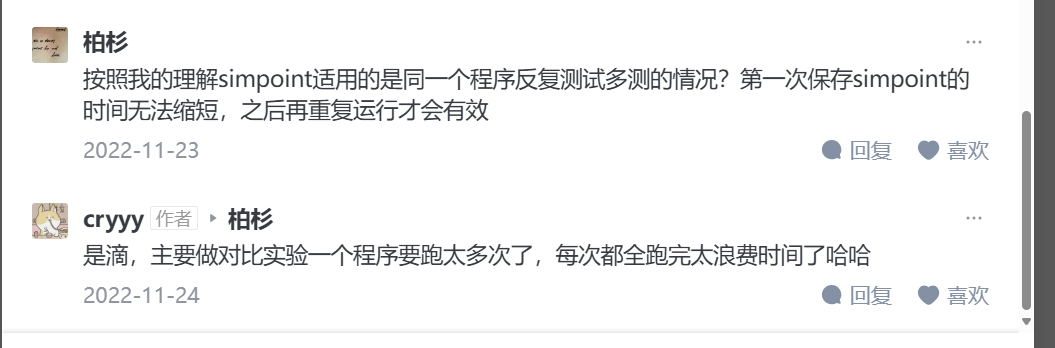 柏杉
按照我的理解simpoint适用的是同一个程序反复测试多测的情况？第一次保存simpoint的
时间无法缩短，之后再重复运行才会有效
2022-11-23 回复 喜欢
cryyy 作者 柏杉
是滴，主要做对比实验一个程序要跑太多次了，每次都全跑完太浪费时间了哈哈
2022-11-24 回复 喜欢